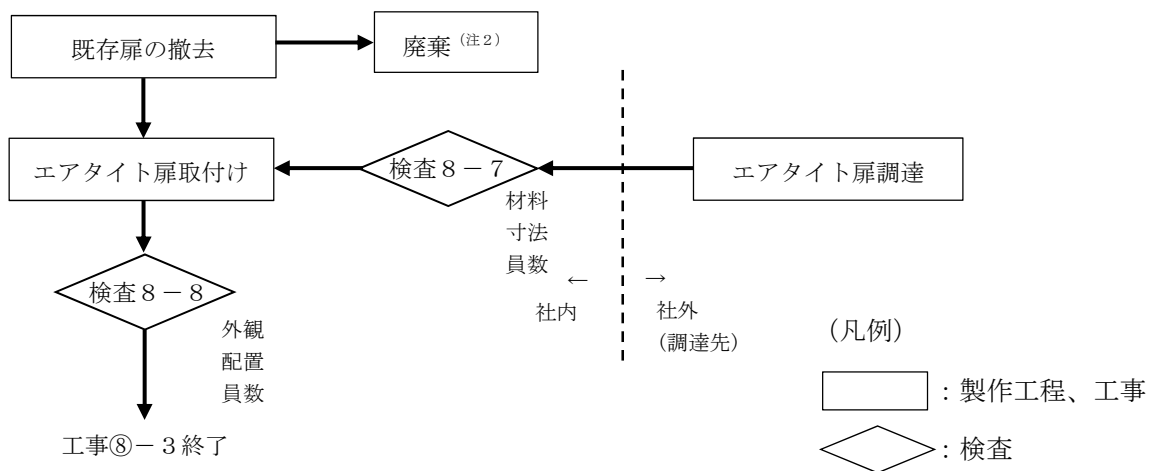 既存扉の撤去
廃棄（注２）
エアタイト扉取付け
検査８－７
エアタイト扉調達
材料
寸法
員数
検査８－８
外観
配置
員数
←
社内
→
社外
（調達先）
工事⑧－３終了
（凡例）
：製作工程、工事
：検査